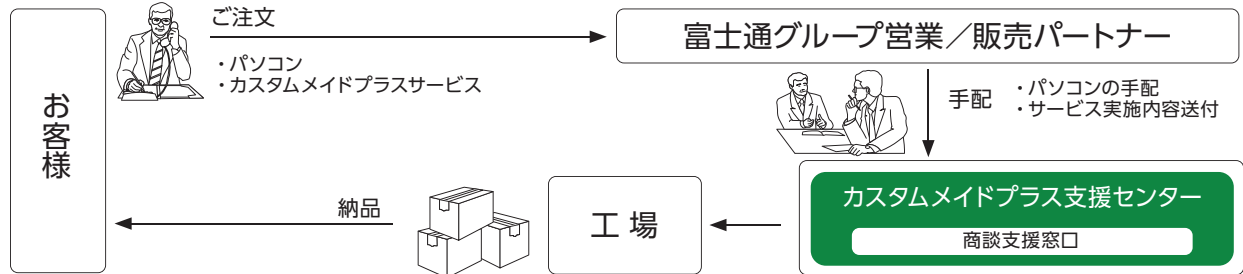 お客様
ご注文
・パソコン
・カスタムメイドプラスサービス
富士通グループ営業／販売パートナー
手配
・パソコンの手配
・サービス実施内容送付
カスタムメイドプラス支援センター
商談支援窓口
工場
納品